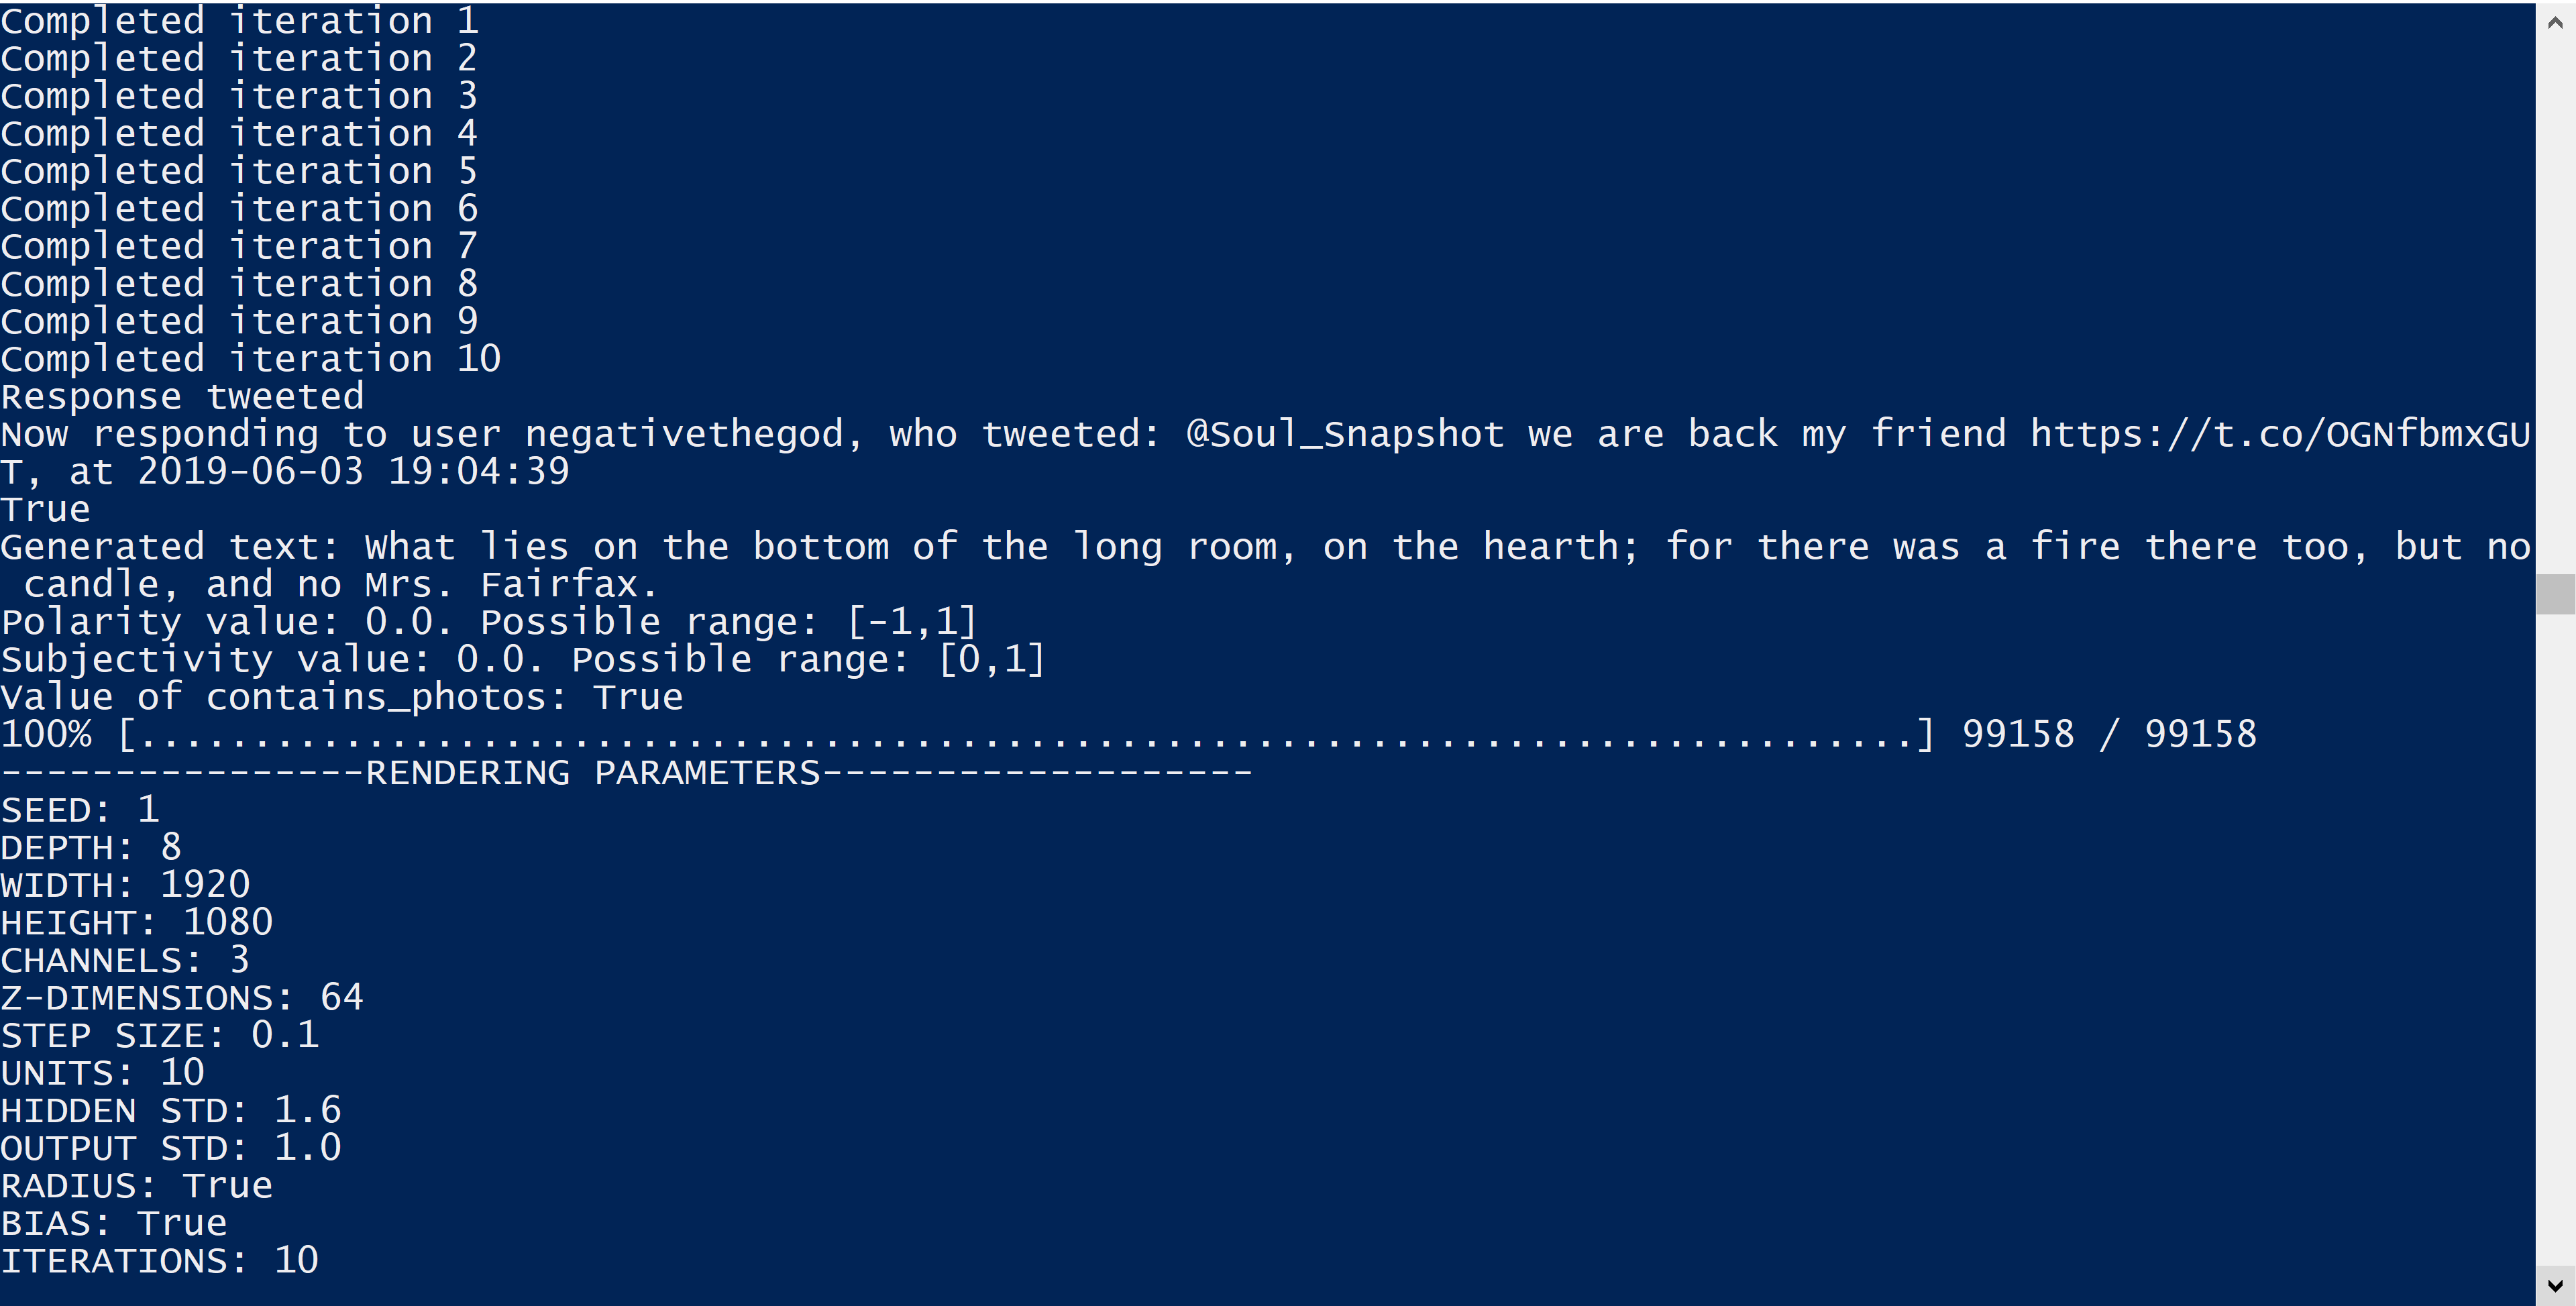 Completed iteration 1
Completed iteration 2
Completed iteration 3
Completed iteration 4
Completed iteration 5
Completed iteration 6
Completed iteration 7
Completed iteration 8
Completed iteration 9
Completed iteration 10
Response tweeted
Now responding to user negativethegod, who tweeted: @Soul_Snapshot we are back my friend https://t.co/OGNfbmxGU
T, at 2019-06-03 19:04:39
True
Generated text: What lies on the bottom of the long room, on the hearth; for there was a fire there too, but no
 candle, and no Mrs. Fairfax.
Polarity value: 0.0. Possible range: [-1,1]
Subjectivity value: 0.0. Possible range: [0,1]
Value of contains_photos: True
100% [..............................................................................] 99158 / 99158
----------------RENDERING PARAMETERS-------------------
SEED: 1
DEPTH: 8
WIDTH: 1920
HEIGHT: 1080
CHANNELS: 3
Z-DIMENSIONS: 64
STEP SIZE: 0.1
UNITS: 10
HIDDEN STD: 1.6
OUTPUT STD: 1.0
RADIUS: True
BIAS: True
ITERATIONS: 10